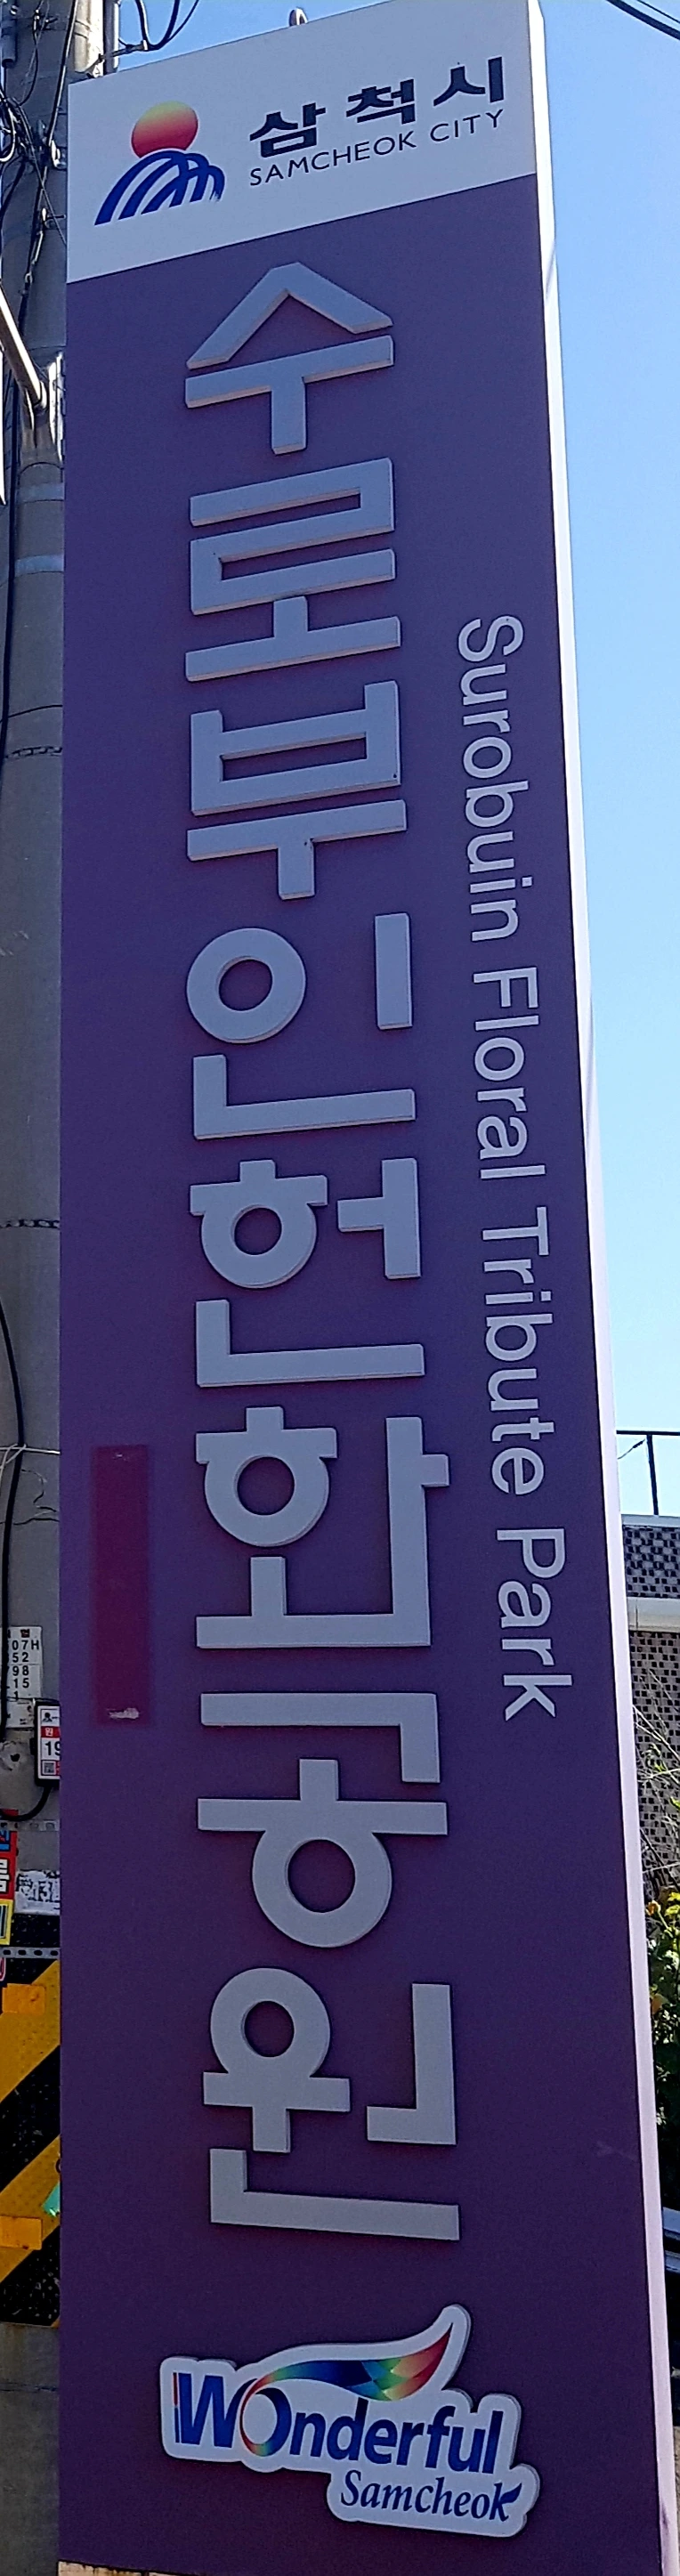 삼척시
SAMCHEOK CITY
수로부인헌화공원
Surobuin Floral Tribute Park
Wonderful
Samcheok